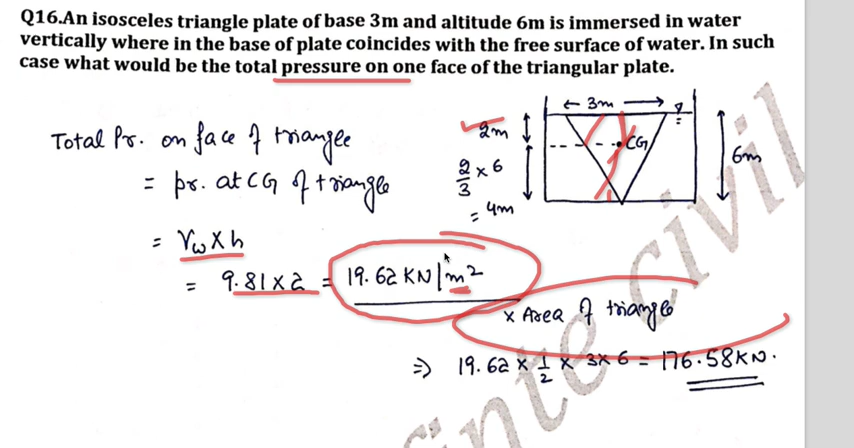 Q16.An isosceles triangle plate of base 3m and altitude 6m is immersed in water
vertically where in the base of plate coincides with the free surface of water. In such
case what would be the total pressure on one face of the triangular plate.
← 3m →
Total Pr. on face of triangle
2m
CG
6m
= pr. at CG of triangle
2/3 × 6
= 4m
= γw × h
= 9.81 × 2 = 19.62 KN/m²
× Area of triangle
⇒ 19.62 × 1/2 × 3×6 = 176.58 KN.
inte civil